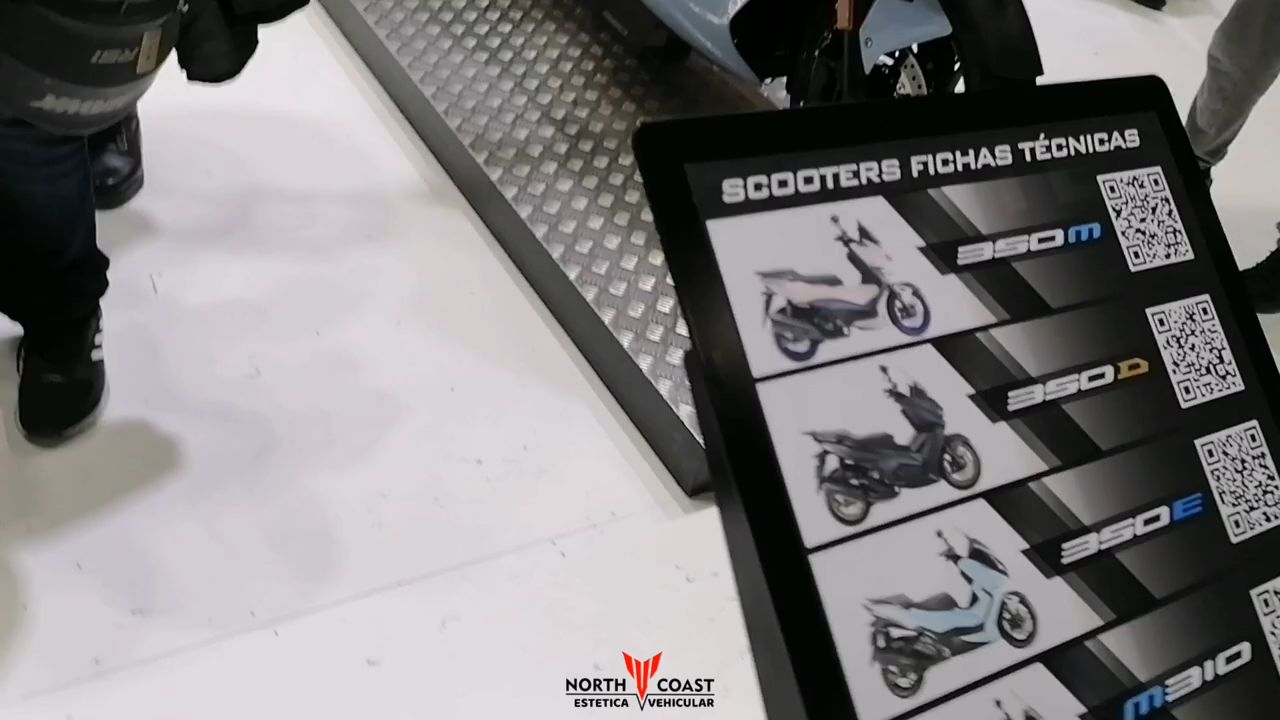 SCOOTERS FICHAS TÉCNICAS
350m
350D
350E
m310
NORTH COAST
ESTETICA VEHICULAR